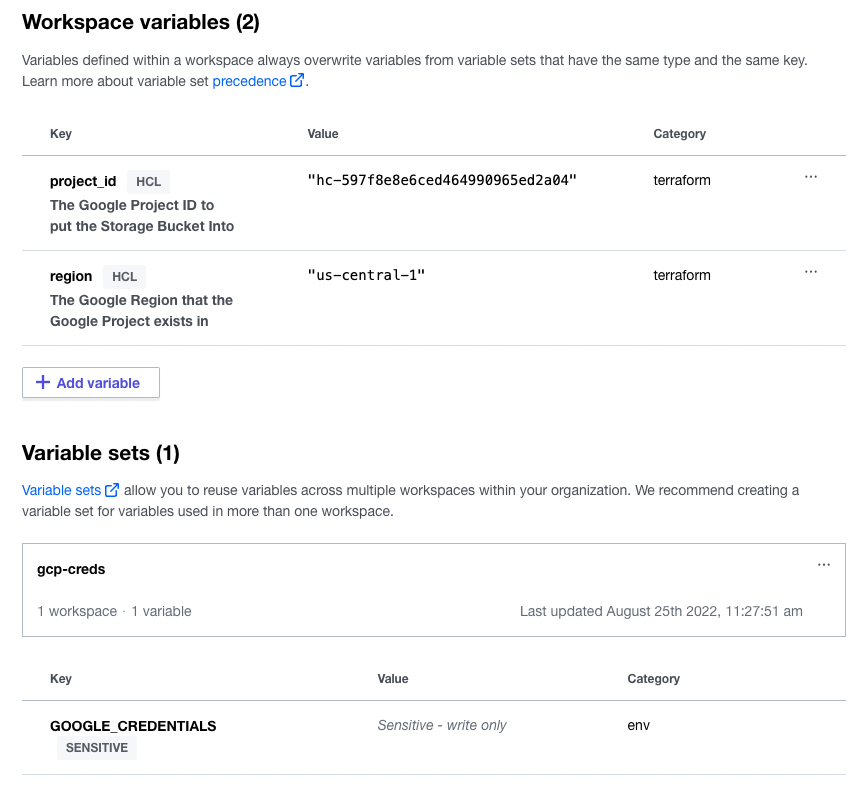 Workspace variables (2)
Variables defined within a workspace always overwrite variables from variable sets that have the same type and the same key.
Learn more about variable set precedence.
Key Value Category
project_id HCL "hc-597f8e8e6ced464990965ed2a04" terraform ...
The Google Project ID to
put the Storage Bucket Into
region HCL "us-central-1" terraform ...
The Google Region that the
Google Project exists in
+ Add variable
Variable sets (1)
Variable sets allow you to reuse variables across multiple workspaces within your organization. We recommend creating a
variable set for variables used in more than one workspace.
gcp-creds ...
1 workspace · 1 variable Last updated August 25th 2022, 11:27:51 am
Key Value Category
GOOGLE_CREDENTIALS Sensitive - write only env
SENSITIVE